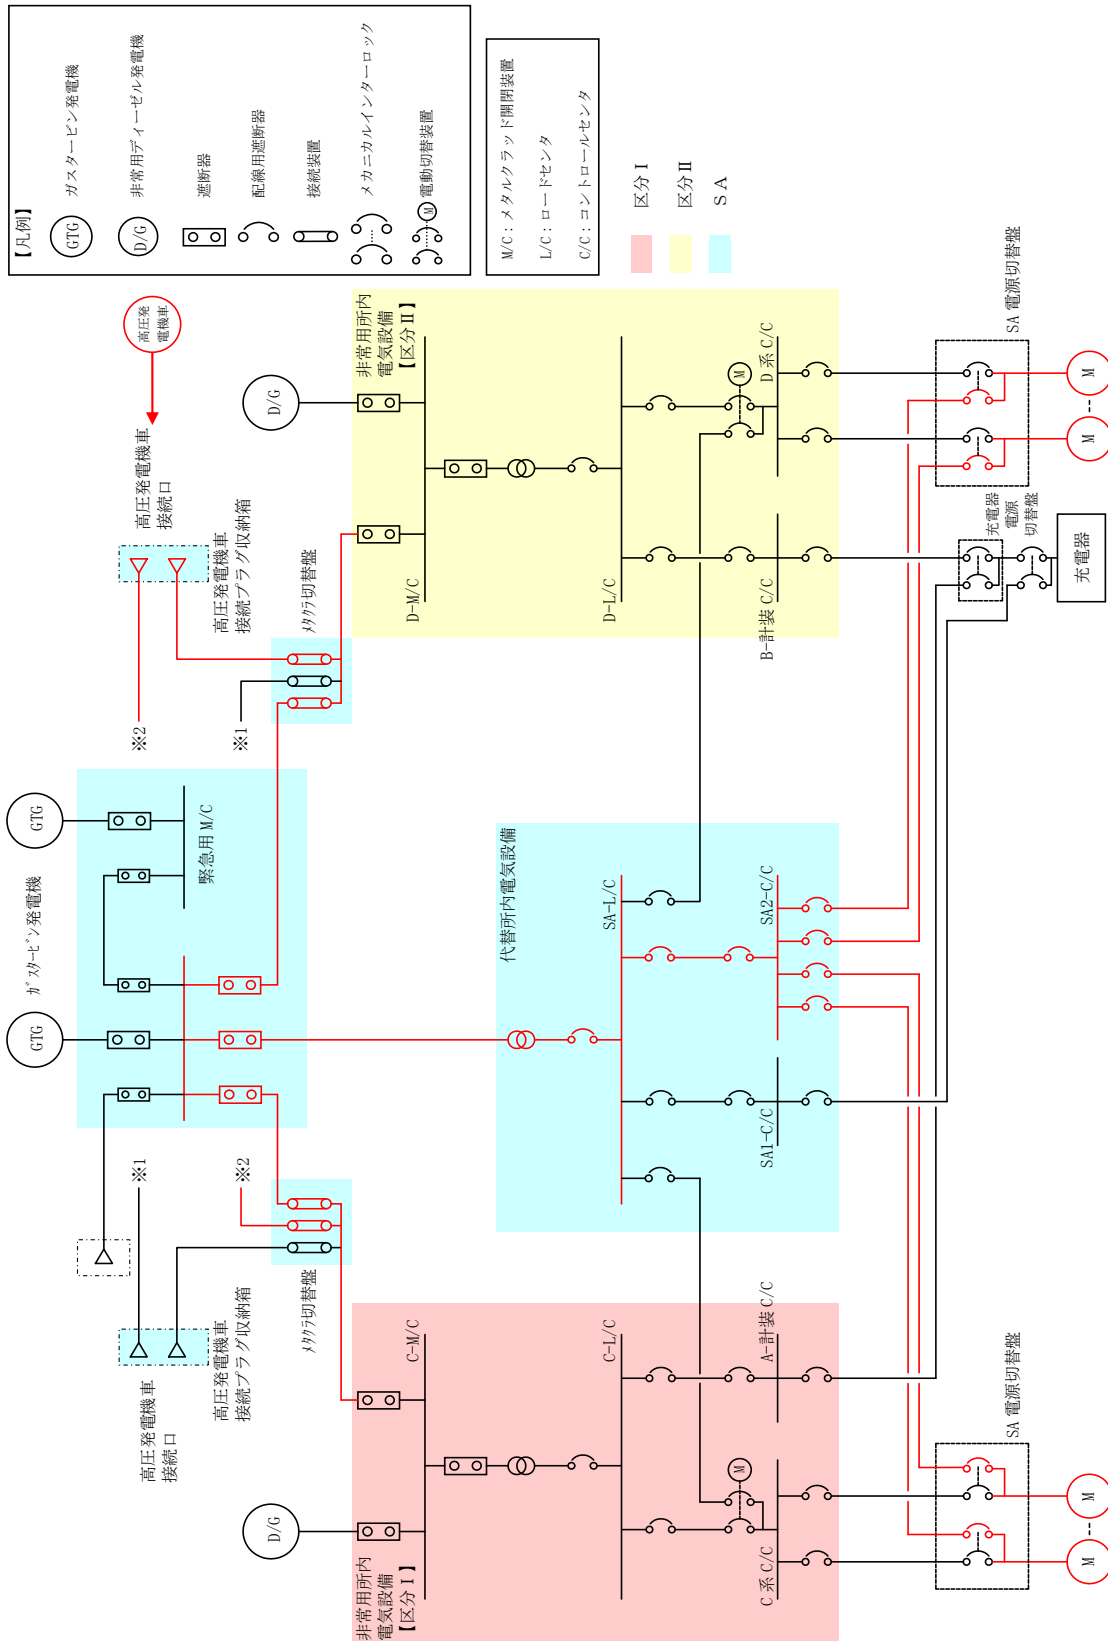 【凡例】
GTG
ガスタービン発電機
D/G
非常用ディーゼル発電機
遮断器
配線用遮断器
接続装置
メカニカルインターロック
M
電動切替装置
M/C：メタルクラッド開閉装置
L/C：ロードセンタ
C/C：コントロールセンタ
区分Ⅰ
区分Ⅱ
ＳＡ
ｶﾞｽﾀｰﾋﾞﾝ発電機
GTG
GTG
緊急用 M/C
高圧発電機車
接続口
高圧発電機車
接続プラグ収納箱
※1
※2
ﾒﾀｸﾗ切替盤
高圧発
電機車
高圧発電機車
接続口
高圧発電機車
接続プラグ収納箱
※2
※1
ﾒﾀｸﾗ切替盤
D/G
非常用所内
電気設備
【区分Ⅰ】
C-M/C
C-L/C
M
C 系 C/C
A-計装 C/C
代替所内電気設備
SA-L/C
SA1-C/C
SA2-C/C
D/G
非常用所内
電気設備
【区分Ⅱ】
D-M/C
D-L/C
M
B-計装 C/C
D 系 C/C
SA 電源切替盤
M
M
充電器
電源
切替盤
充電器
SA 電源切替盤
M
M